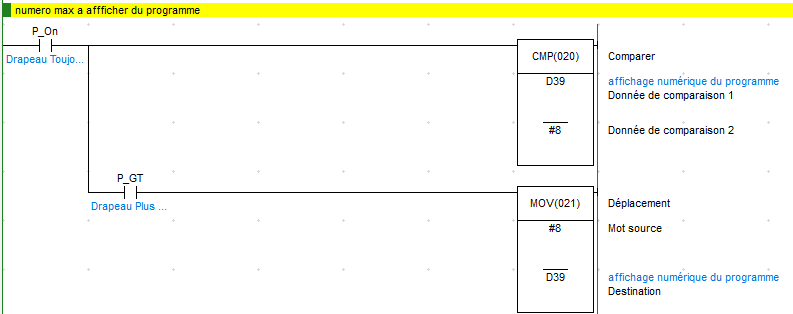 numero max a affficher du programme
P_On
Drapeau Toujo...
CMP(020)
Comparer
D39
affichage numérique du programme
Donnée de comparaison 1
#8
Donnée de comparaison 2
P_GT
Drapeau Plus ...
MOV(021)
Déplacement
#8
Mot source
D39
affichage numérique du programme
Destination